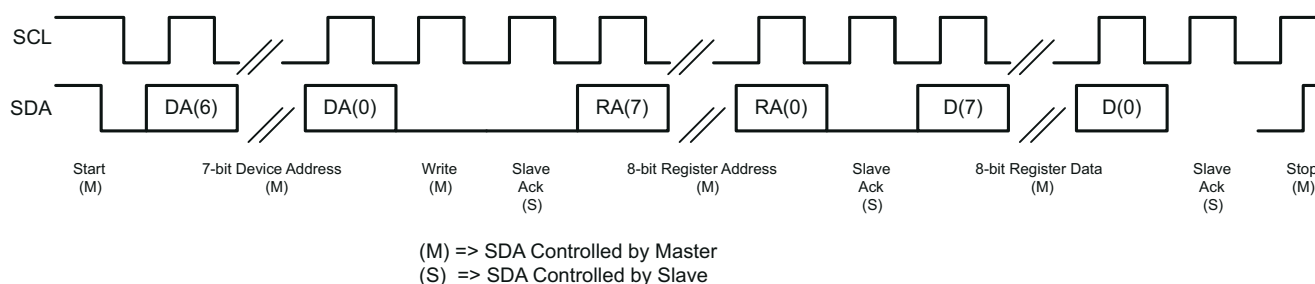 SCL
SDA
DA(6)
DA(0)
RA(7)
RA(0)
D(7)
D(0)
Start
(M)
7-bit Device Address
(M)
Write
(M)
Slave
Ack
(S)
8-bit Register Address
(M)
Slave
Ack
(S)
8-bit Register Data
(M)
Slave
Ack
(S)
Stop
(M)
(M) => SDA Controlled by Master
(S) => SDA Controlled by Slave